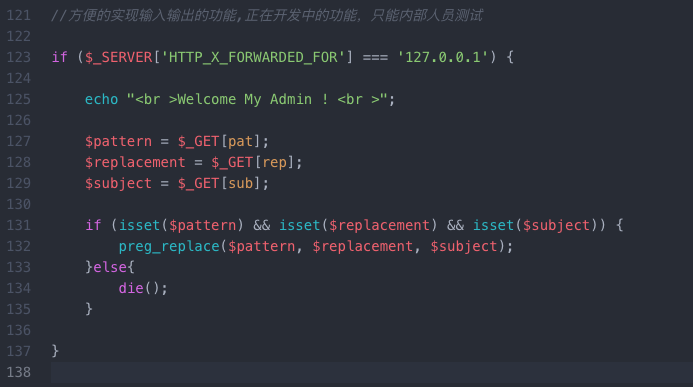 121 //方便的实现输入输出的功能,正在开发中的功能，只能内部人员测试
122
123 if ($_SERVER['HTTP_X_FORWARDED_FOR'] === '127.0.0.1') {
124
125     echo "<br >Welcome My Admin ! <br >";
126
127     $pattern = $_GET[pat];
128     $replacement = $_GET[rep];
129     $subject = $_GET[sub];
130
131     if (isset($pattern) && isset($replacement) && isset($subject)) {
132         preg_replace($pattern, $replacement, $subject);
133     }else{
134         die();
135     }
136
137 }
138